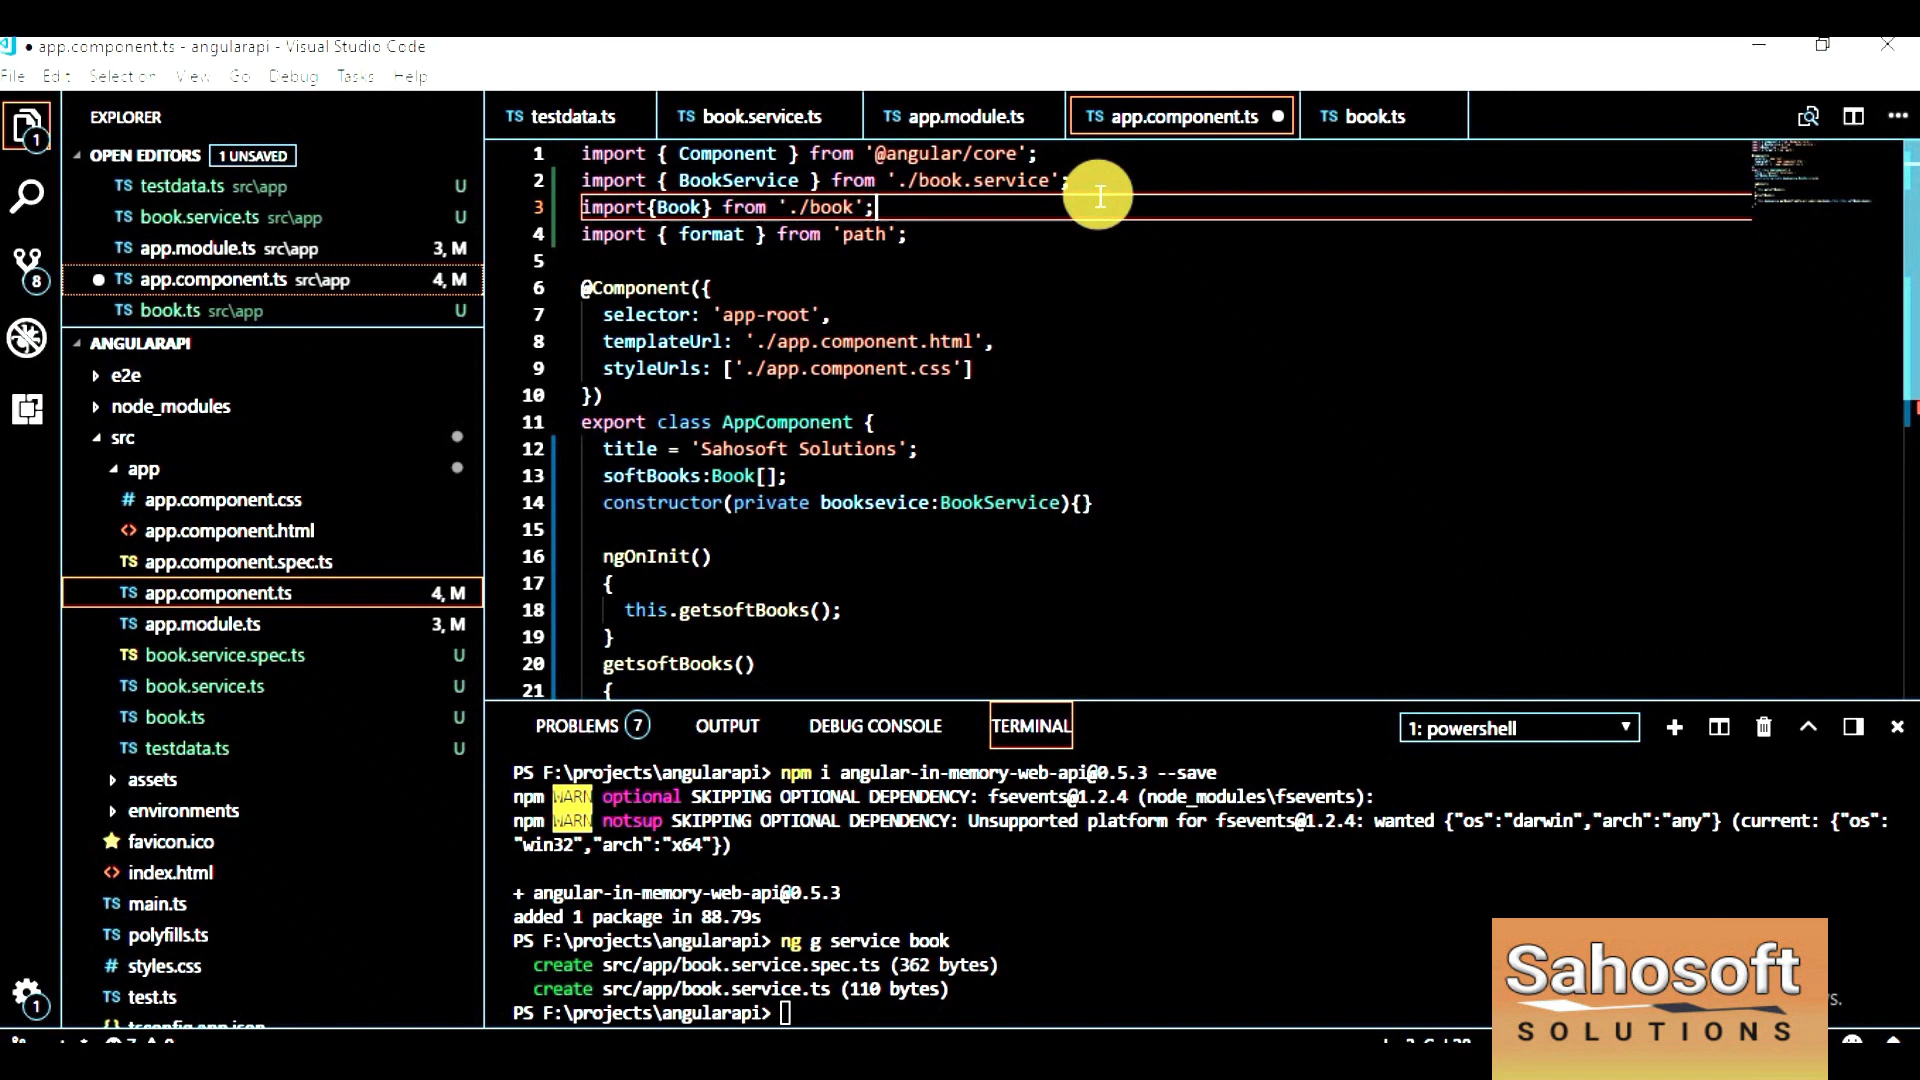 app.component.ts - angularapi - Visual Studio Code
File Edit Selection View Go Debug Tasks Help
EXPLORER
OPEN EDITORS 1 UNSAVED
TS testdata.ts src\app U
TS book.service.ts src\app U
TS app.module.ts src\app 3, M
TS app.component.ts src\app 4, M
TS book.ts src\app U
ANGULARAPI
e2e
node_modules
src
app
# app.component.css
<> app.component.html
TS app.component.spec.ts
TS app.component.ts 4, M
TS app.module.ts 3, M
TS book.service.spec.ts U
TS book.service.ts U
TS book.ts U
TS testdata.ts U
assets
environments
favicon.ico
<> index.html
TS main.ts
TS polyfills.ts
# styles.css
TS test.ts
{} tsconfig.app.json
1
8
1
TS testdata.ts TS book.service.ts TS app.module.ts TS app.component.ts TS book.ts
1 import { Component } from '@angular/core';
2 import { BookService } from './book.service';
3 import{Book} from './book';
4 import { format } from 'path';
5
6 @Component({
7 selector: 'app-root',
8 templateUrl: './app.component.html',
9 styleUrls: ['./app.component.css']
10 })
11 export class AppComponent {
12 title = 'Sahosoft Solutions';
13 softBooks:Book[];
14 constructor(private booksevice:BookService){}
15
16 ngOnInit()
17 {
18 this.getsoftBooks();
19 }
20 getsoftBooks()
21 {
PROBLEMS 7 OUTPUT DEBUG CONSOLE TERMINAL 1: powershell
PS F:\projects\angularapi> npm i angular-in-memory-web-api@0.5.3 --save
npm WARN optional SKIPPING OPTIONAL DEPENDENCY: fsevents@1.2.4 (node_modules\fsevents):
npm WARN notsup SKIPPING OPTIONAL DEPENDENCY: Unsupported platform for fsevents@1.2.4: wanted {"os":"darwin","arch":"any"} (current: {"os":
"win32","arch":"x64"})
+ angular-in-memory-web-api@0.5.3
added 1 package in 88.79s
PS F:\projects\angularapi> ng g service book
create src/app/book.service.spec.ts (362 bytes)
create src/app/book.service.ts (110 bytes)
PS F:\projects\angularapi>
Sahosoft
SOLUTIONS